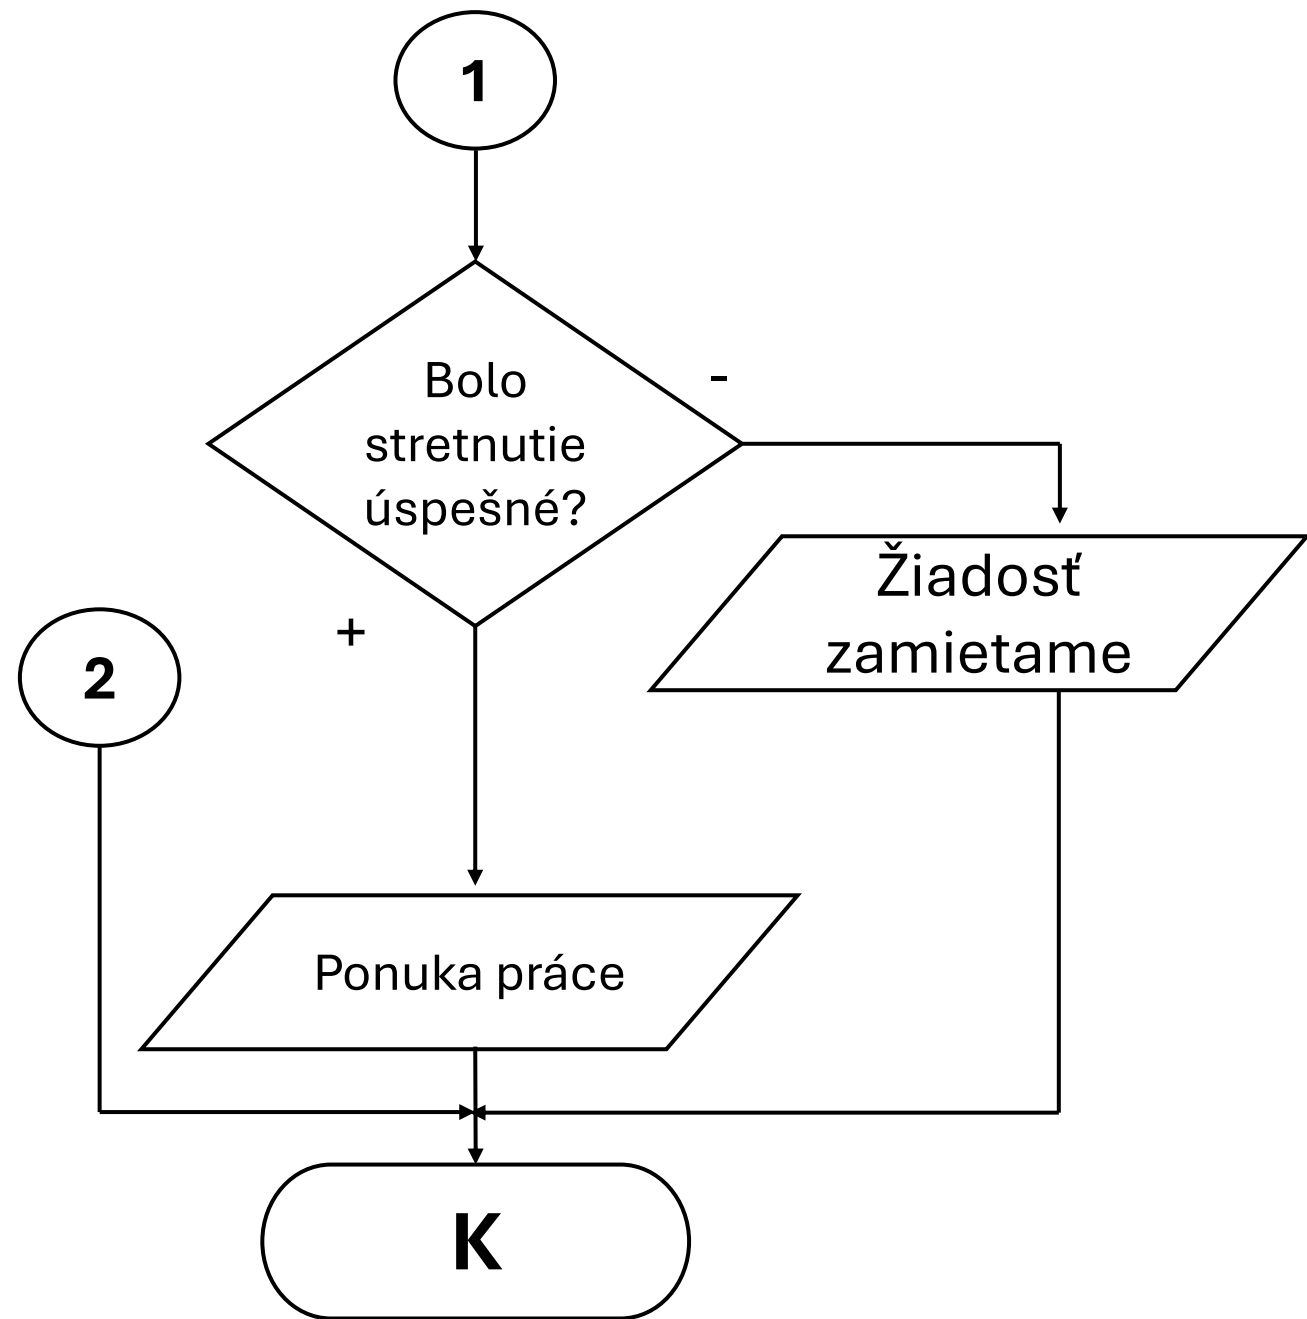 1
Bolo
stretnutie
úspešné?
-
Žiadosť
zamietame
+
2
Ponuka práce
K